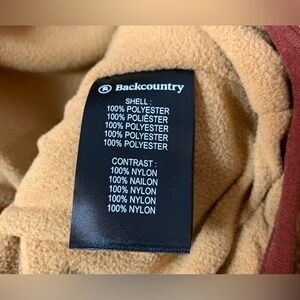 Backcountry
SHELL :
100% POLYESTER
100% POLIÉSTER
100% POLYESTER
100% POLYESTER
100% POLYESTER
CONTRAST :
100% NYLON
100% NAILON
100% NYLON
100% NYLON
100% NYLON